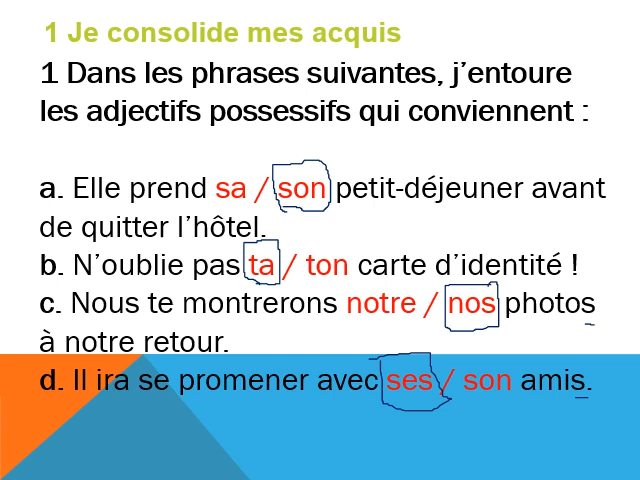 1 Je consolide mes acquis
1 Dans les phrases suivantes, j’entoure
les adjectifs possessifs qui conviennent :
a. Elle prend sa / son petit-déjeuner avant
de quitter l’hôtel.
b. N’oublie pas ta / ton carte d’identité !
c. Nous te montrerons notre / nos photos
à notre retour.
d. Il ira se promener avec ses / son amis.